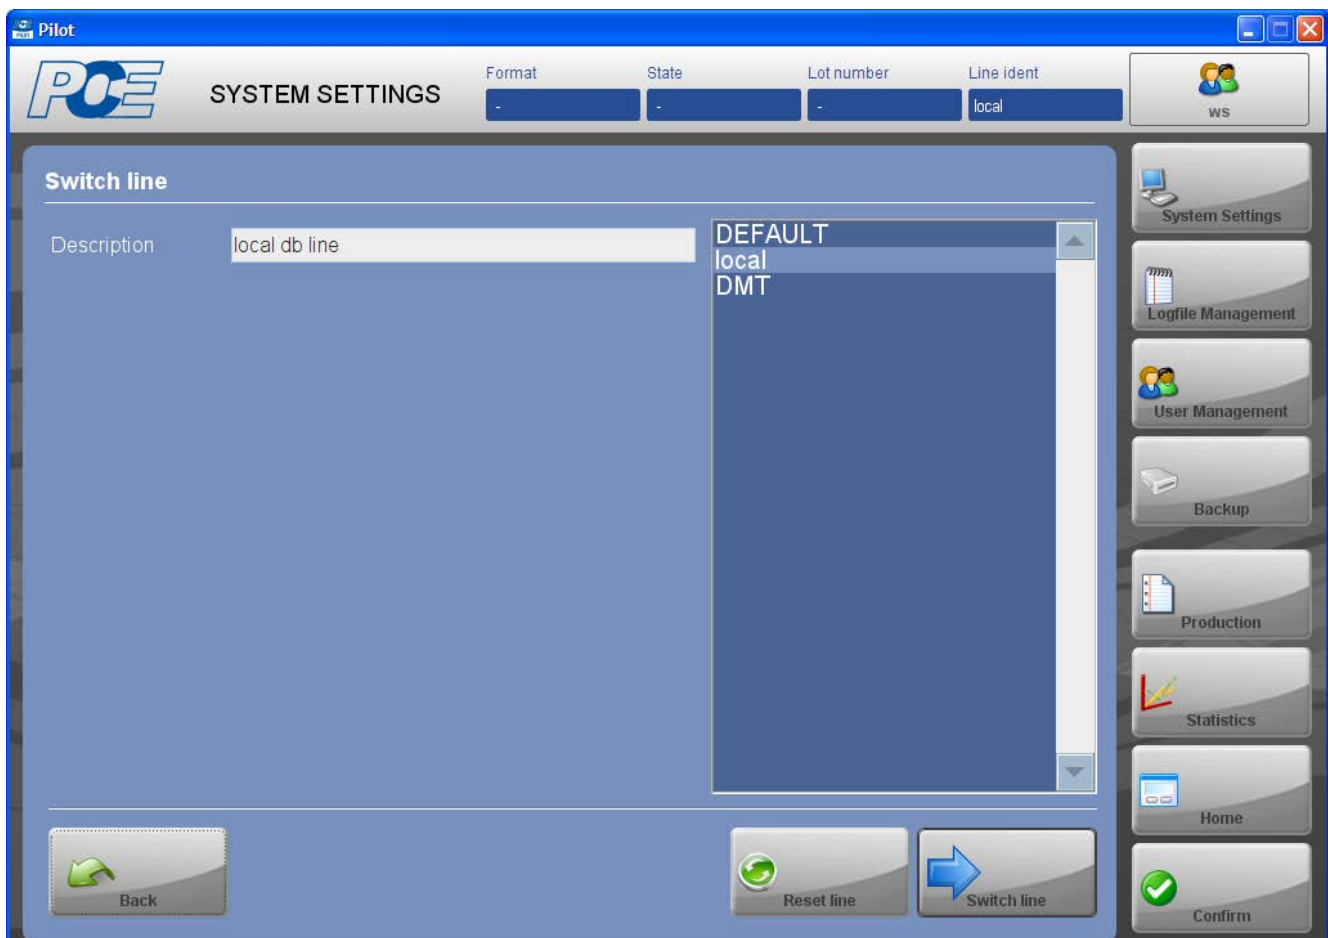 Pilot
PCE
SYSTEM SETTINGS
Format
State
Lot number
Line ident
-
-
-
local
ws
Switch line
Description
local db line
DEFAULT
local
DMT
System Settings
Logfile Management
User Management
Backup
Production
Statistics
Home
Confirm
Back
Reset line
Switch line